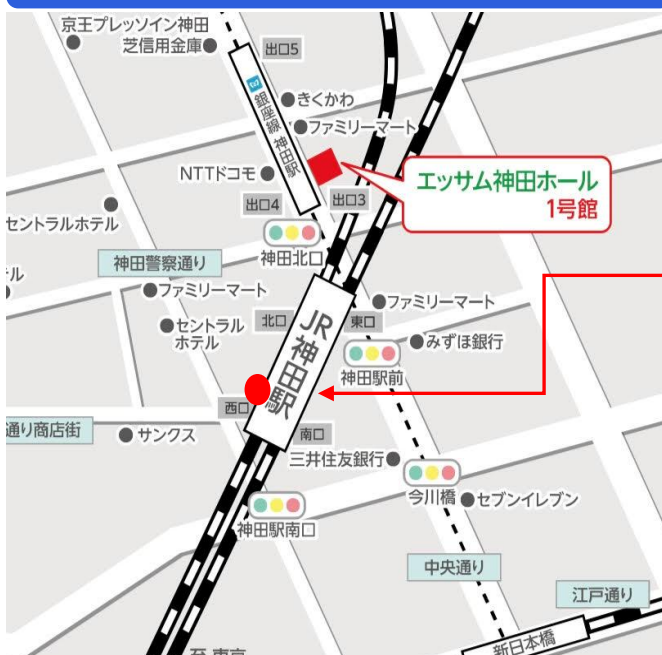 京王プレッソイン神田
芝信用金庫
出口5
きくかわ
銀座線 神田駅
ファミリーマート
NTTドコモ
エッサム神田ホール
1号館
出口4
出口3
セントラルホテル
神田北口
神田警察通り
ファミリーマート
ファミリーマート
北口
JR神田駅
東口
セントラル
ホテル
みずほ銀行
神田駅前
西口
通り商店街
サンクス
南口
三井住友銀行
今川橋
セブンイレブン
神田駅南口
中央通り
江戸通り
新日本橋